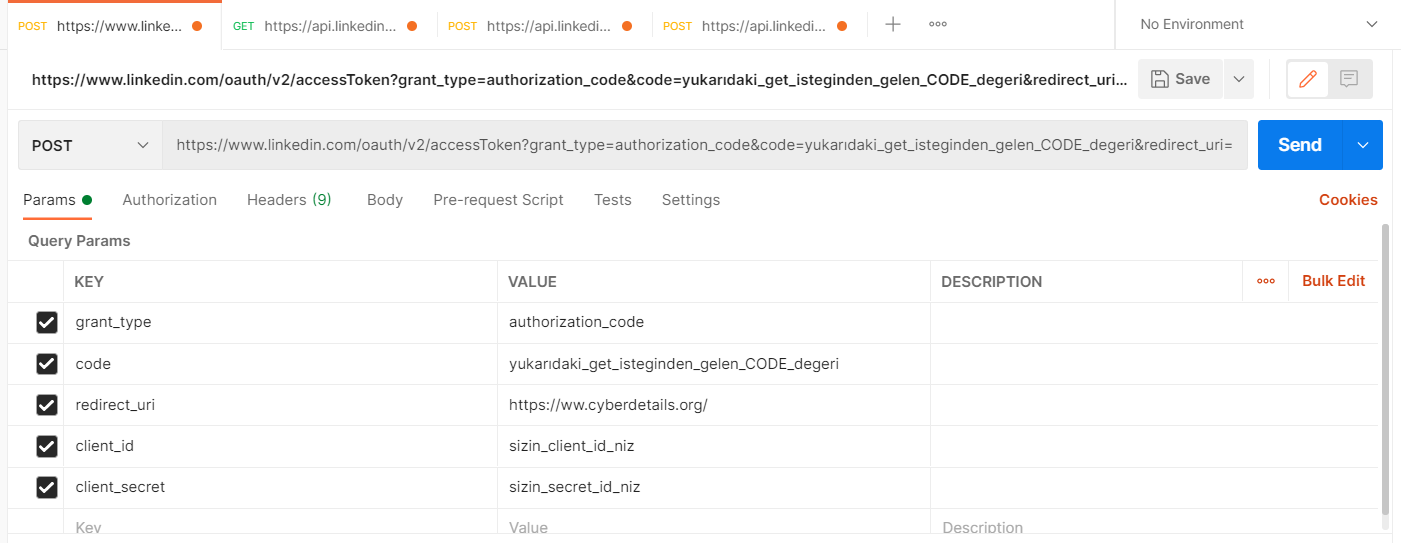 POST https://www.linke... GET https://api.linkedin... POST https://api.linkedi... POST https://api.linkedi... No Environment
https://www.linkedin.com/oauth/v2/accessToken?grant_type=authorization_code&code=yukarıdaki_get_isteginden_gelen_CODE_degeri&redirect_uri... Save
POST https://www.linkedin.com/oauth/v2/accessToken?grant_type=authorization_code&code=yukarıdaki_get_isteginden_gelen_CODE_degeri&redirect_uri= Send
Params Authorization Headers (9) Body Pre-request Script Tests Settings Cookies
Query Params
KEY VALUE DESCRIPTION Bulk Edit
grant_type authorization_code
code yukarıdaki_get_isteginden_gelen_CODE_degeri
redirect_uri https://ww.cyberdetails.org/
client_id sizin_client_id_niz
client_secret sizin_secret_id_niz
Key Value Description